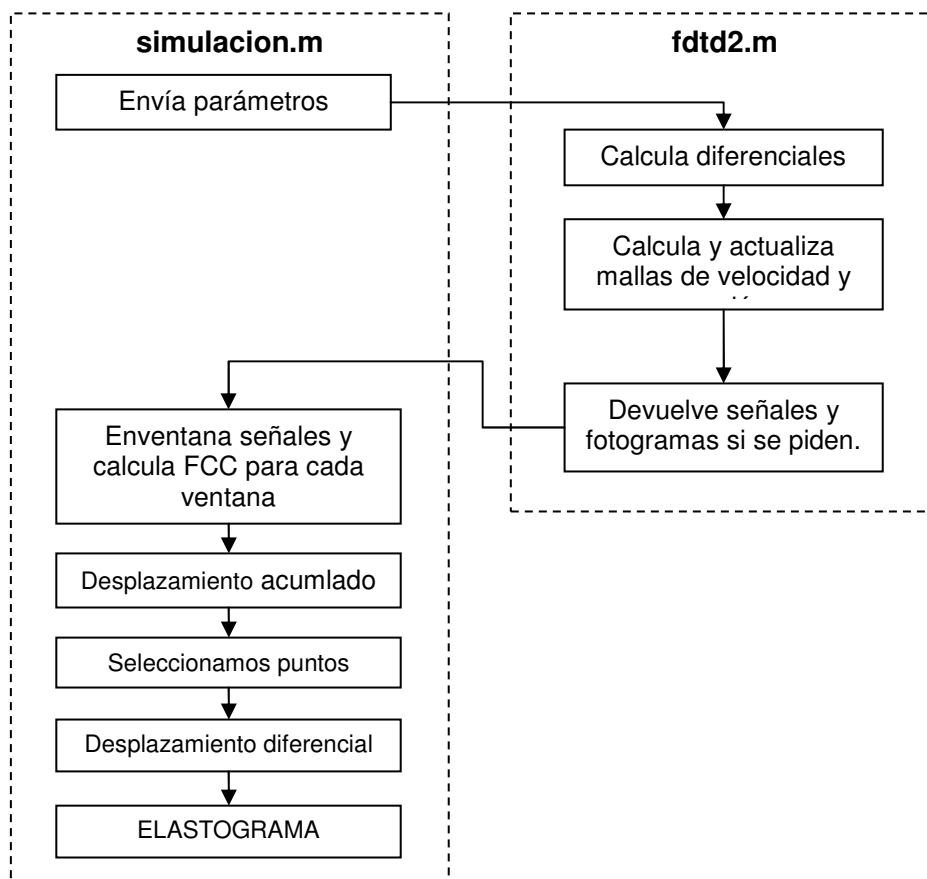 simulacion.m
Envía parámetros
fdtd2.m
Calcula diferenciales
Calcula y actualiza
mallas de velocidad y
Devuelve señales y
fotogramas si se piden.
Enventana señales y
calcula FCC para cada
ventana
Desplazamiento acumlado
Seleccionamos puntos
Desplazamiento diferencial
ELASTOGRAMA